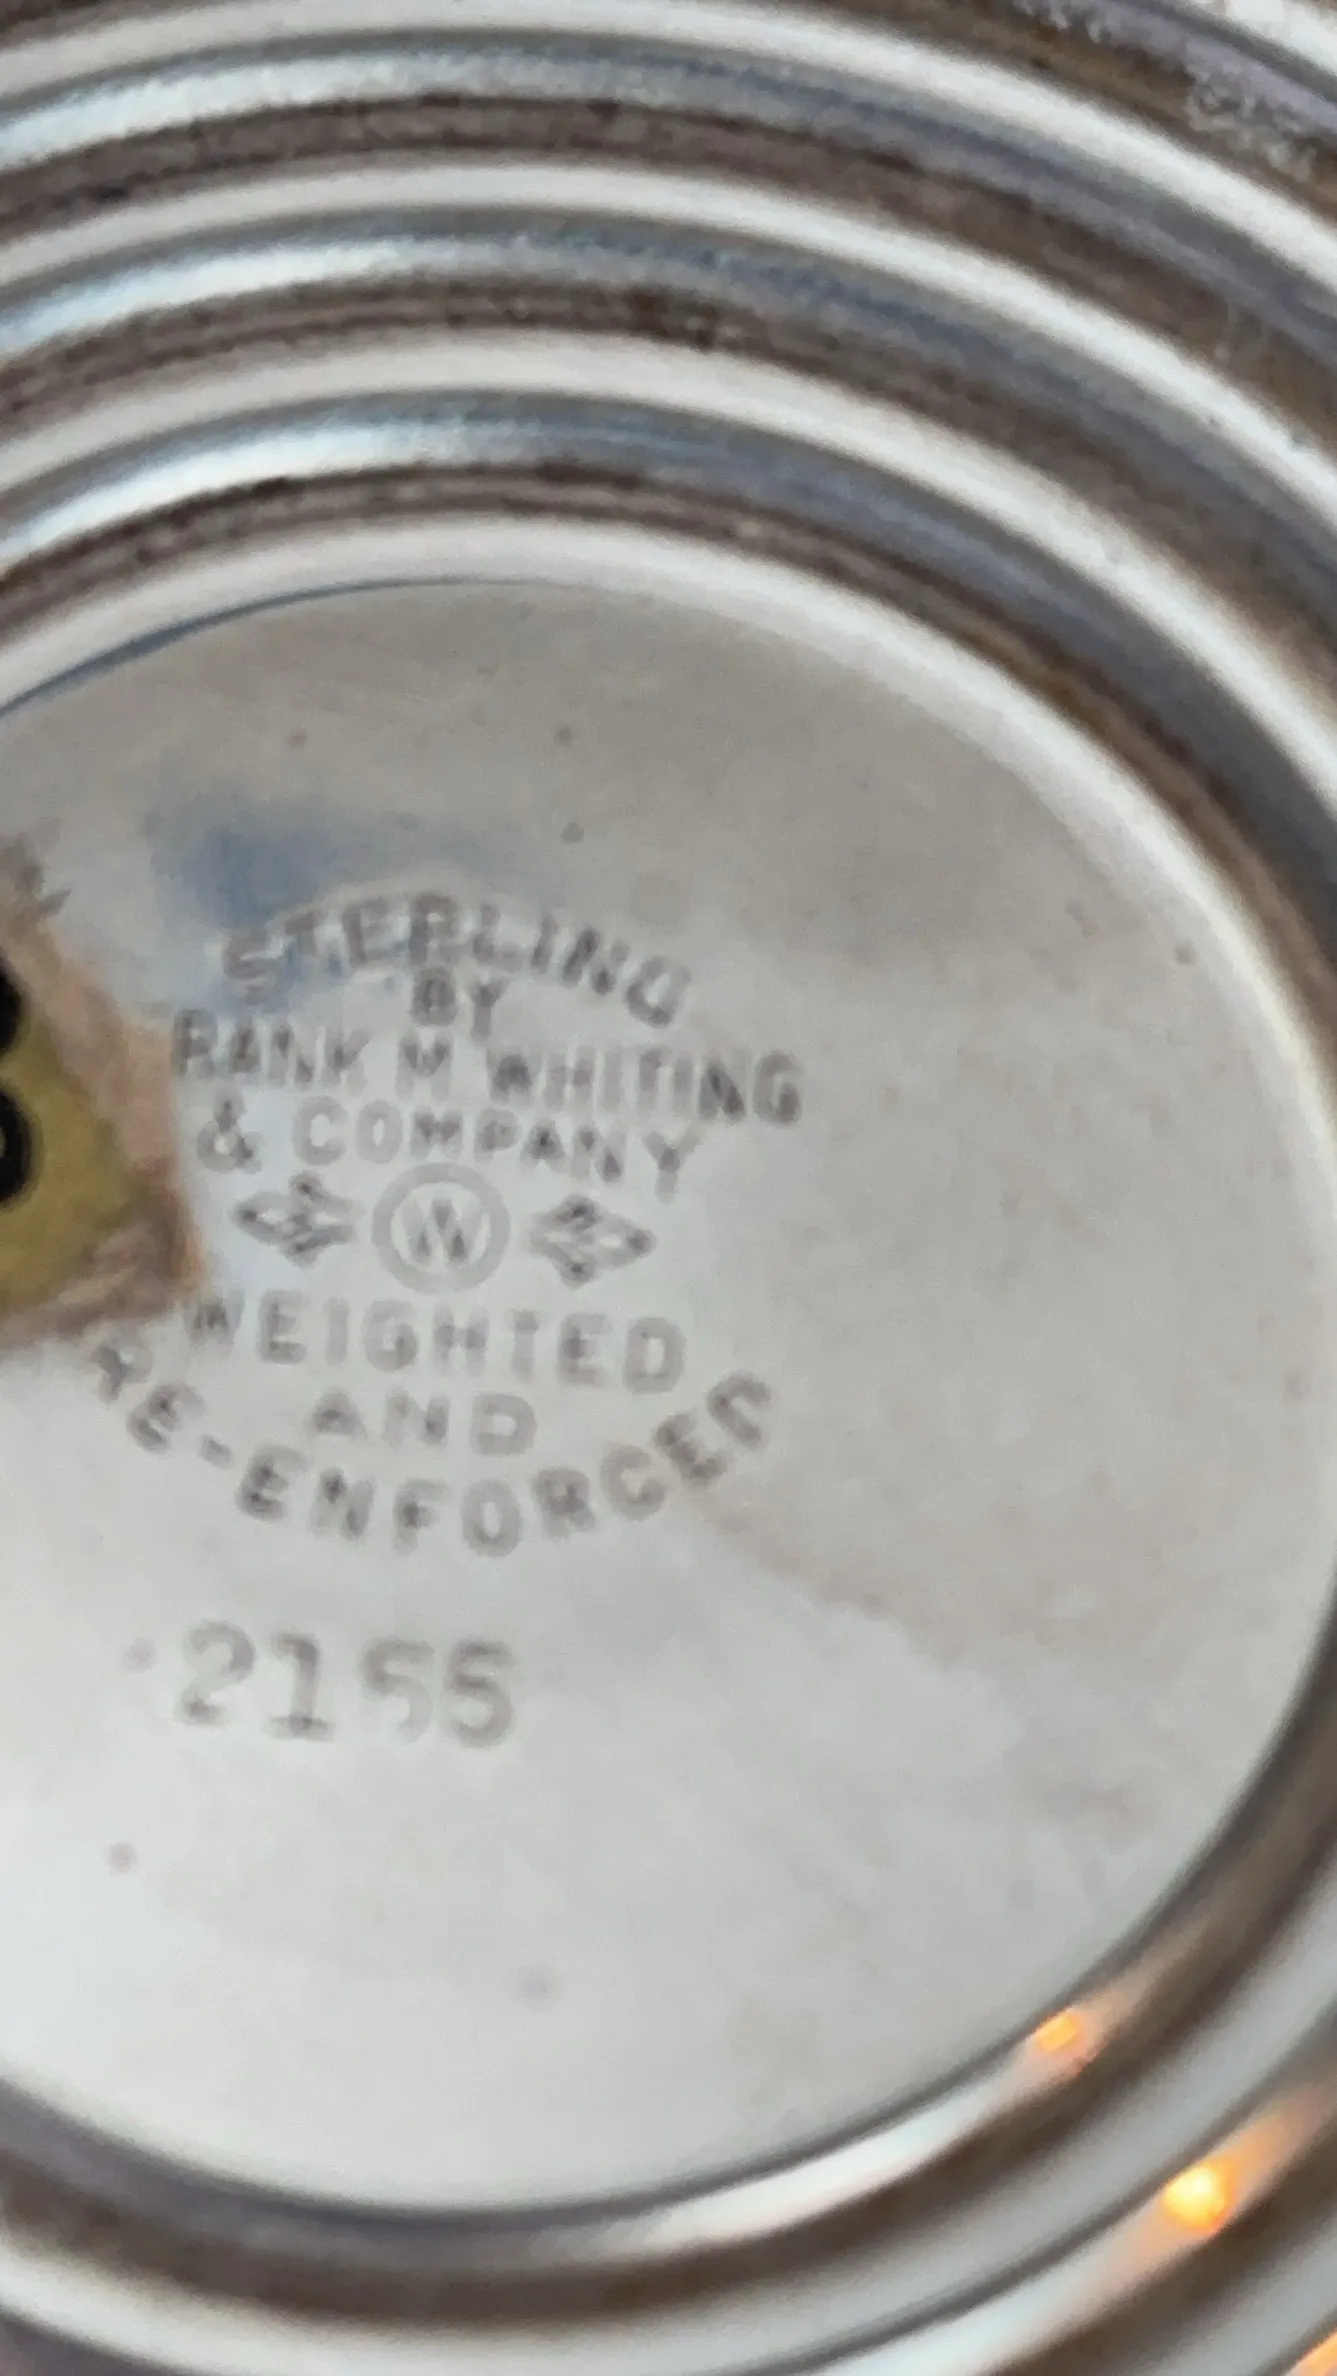 STERLING
BY
RANK M WHITING
& COMPANY
W
WEIGHTED
AND
RE-ENFORCED
2155